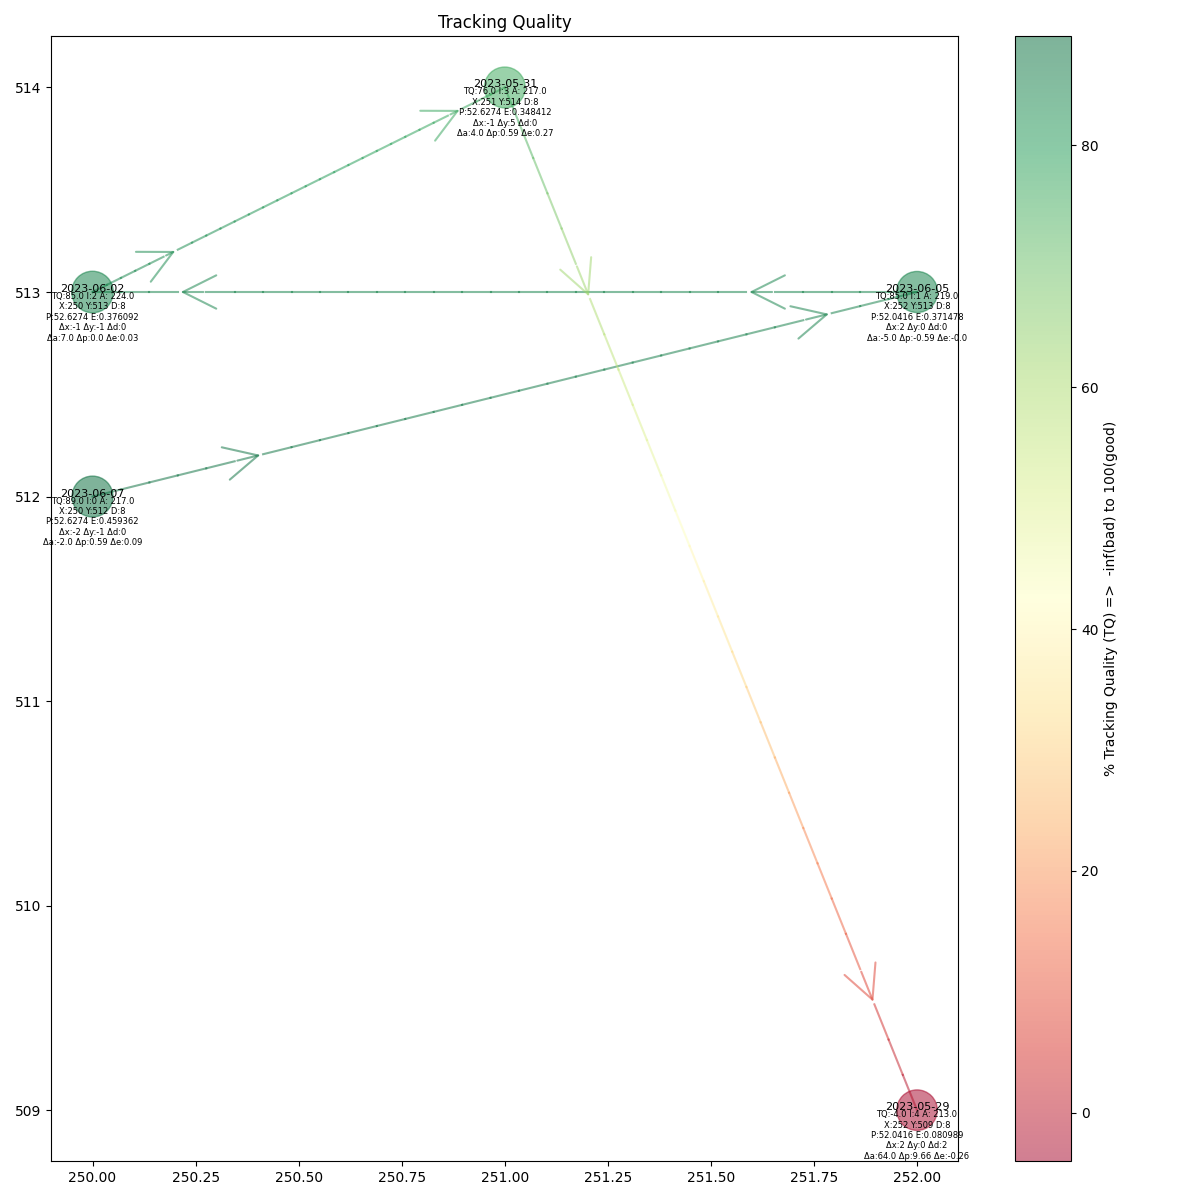 Tracking Quality
514
513
512
511
510
509
250.00
250.25
250.50
250.75
251.00
251.25
251.50
251.75
252.00
2023-05-31
TQ:76.0 I:3 A: 217.0
X:251 Y:514 D:8
P:52.6274 E:0.348412
Δx:-1 Δy:5 Δd:0
Δa:4.0 Δp:0.59 Δe:0.27
2023-06-02
TQ:85.0 I:2 A: 224.0
X:250 Y:513 D:8
P:52.6274 E:0.376092
Δx:-1 Δy:-1 Δd:0
Δa:7.0 Δp:0.0 Δe:0.03
2023-06-05
TQ:85.0 I:1 A: 219.0
X:252 Y:513 D:8
P:52.0416 E:0.371478
Δx:2 Δy:0 Δd:0
Δa:-5.0 Δp:-0.59 Δe:-0.0
2023-06-07
TQ:89.0 I:0 A: 217.0
X:250 Y:512 D:8
P:52.6274 E:0.459362
Δx:-2 Δy:-1 Δd:0
Δa:-2.0 Δp:0.59 Δe:0.09
2023-05-29
TQ:-4.0 I:4 A: 213.0
X:252 Y:509 D:8
P:52.0416 E:0.080989
Δx:2 Δy:0 Δd:2
Δa:64.0 Δp:9.66 Δe:-0.26
80
60
40
20
0
% Tracking Quality (TQ) =>  -inf(bad) to 100(good)